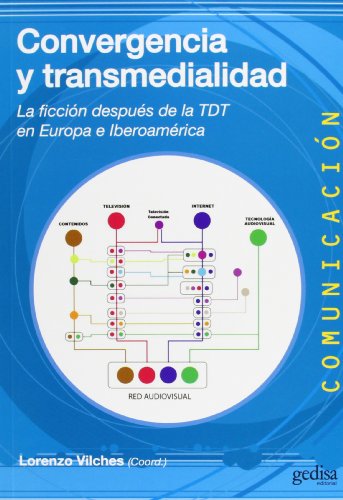 Convergencia
y transmedialidad
La ficción después de la TDT
en Europa e Iberoamérica
COMUNICACIÓN
TELEVISIÓN
INTERNET
Televisión
Conectada
CONTENIDOS
TECNOLOGÍA
AUDIOVISUAL
RED AUDIOVISUAL
Lorenzo Vilches (Coord.)
gedisa
editorial